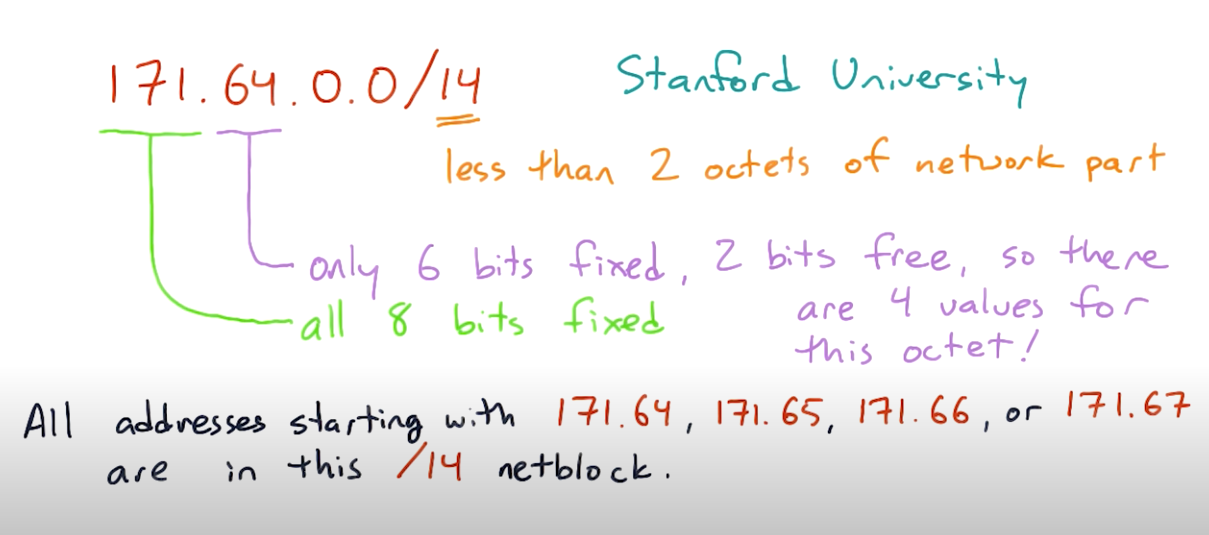 171.64.0.0/14
Stanford University
less than 2 octets of network part
only 6 bits fixed, 2 bits free, so there
are 4 values for
this octet!
all 8 bits fixed
All addresses starting with 171.64, 171.65, 171.66, or 171.67
are in this /14 netblock.